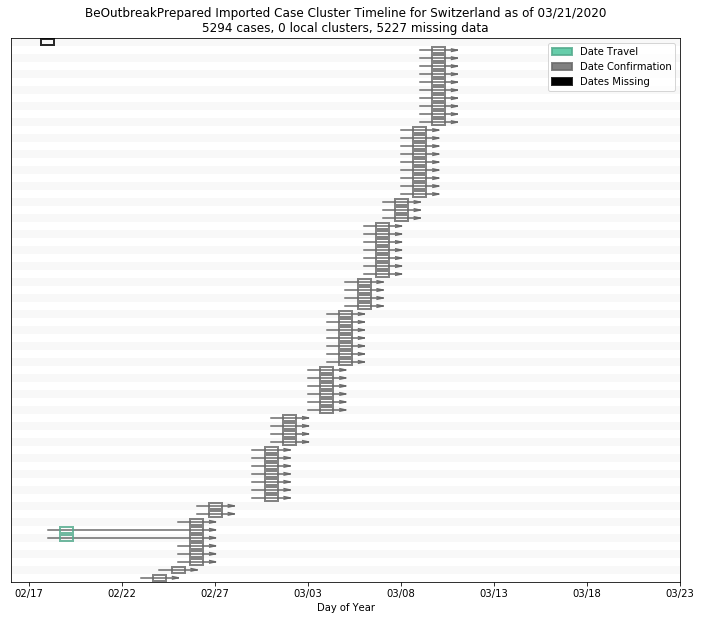 BeOutbreakPrepared Imported Case Cluster Timeline for Switzerland as of 03/21/2020
5294 cases, 0 local clusters, 5227 missing data
Date Travel
Date Confirmation
Dates Missing
02/17 02/22 02/27 03/03 03/08 03/13 03/18 03/23
Day of Year